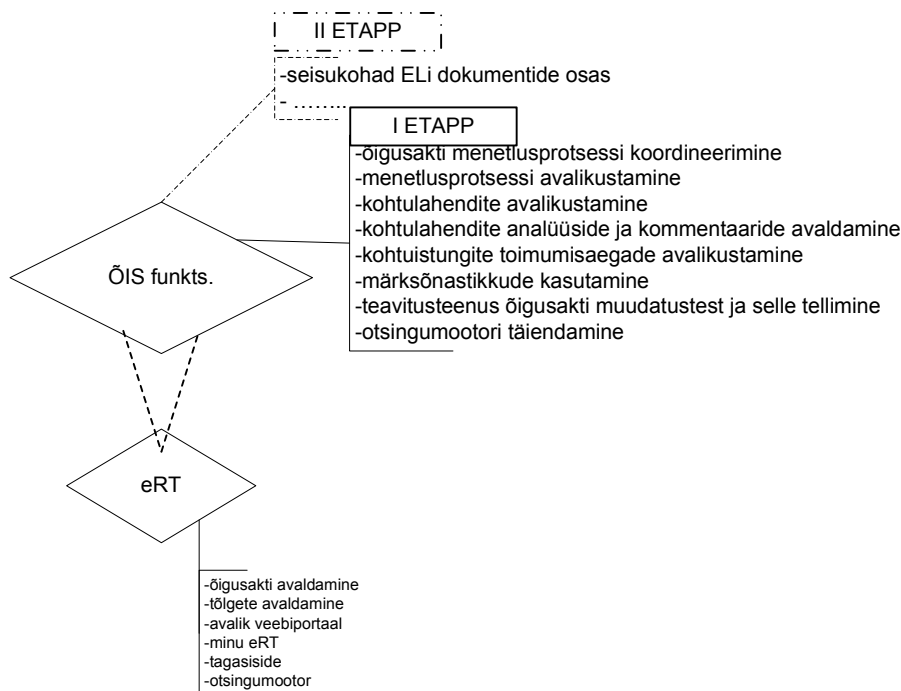 II ETAPP
-seisukohad ELi dokumentide osas
- .........
I ETAPP
-õigusakti menetlusprotsessi koordineerimine
-menetlusprotsessi avalikustamine
-kohtulahendite avalikustamine
-kohtulahendite analüüside ja kommentaaride avaldamine
-kohtuistungite toimumisaegade avalikustamine
-märksõnastikkude kasutamine
-teavitusteenus õigusakti muudatustest ja selle tellimine
-otsingumootori täiendamine
ÕIS funkts.
eRT
-õigusakti avaldamine
-tõlgete avaldamine
-avalik veebiportaal
-minu eRT
-tagasiside
-otsingumootor